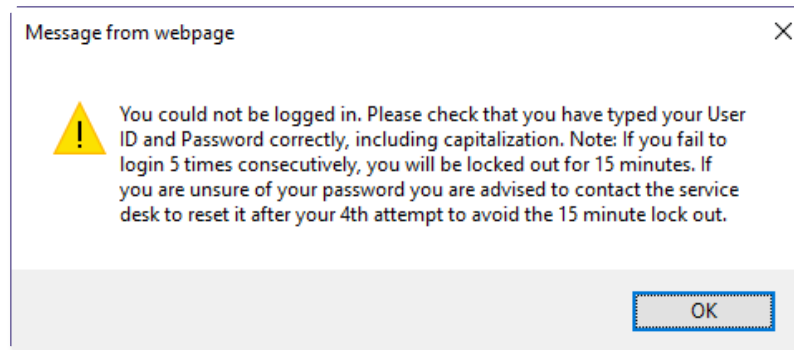 Message from webpage
You could not be logged in. Please check that you have typed your User
ID and Password correctly, including capitalization. Note: If you fail to
login 5 times consecutively, you will be locked out for 15 minutes. If
you are unsure of your password you are advised to contact the service
desk to reset it after your 4th attempt to avoid the 15 minute lock out.
OK